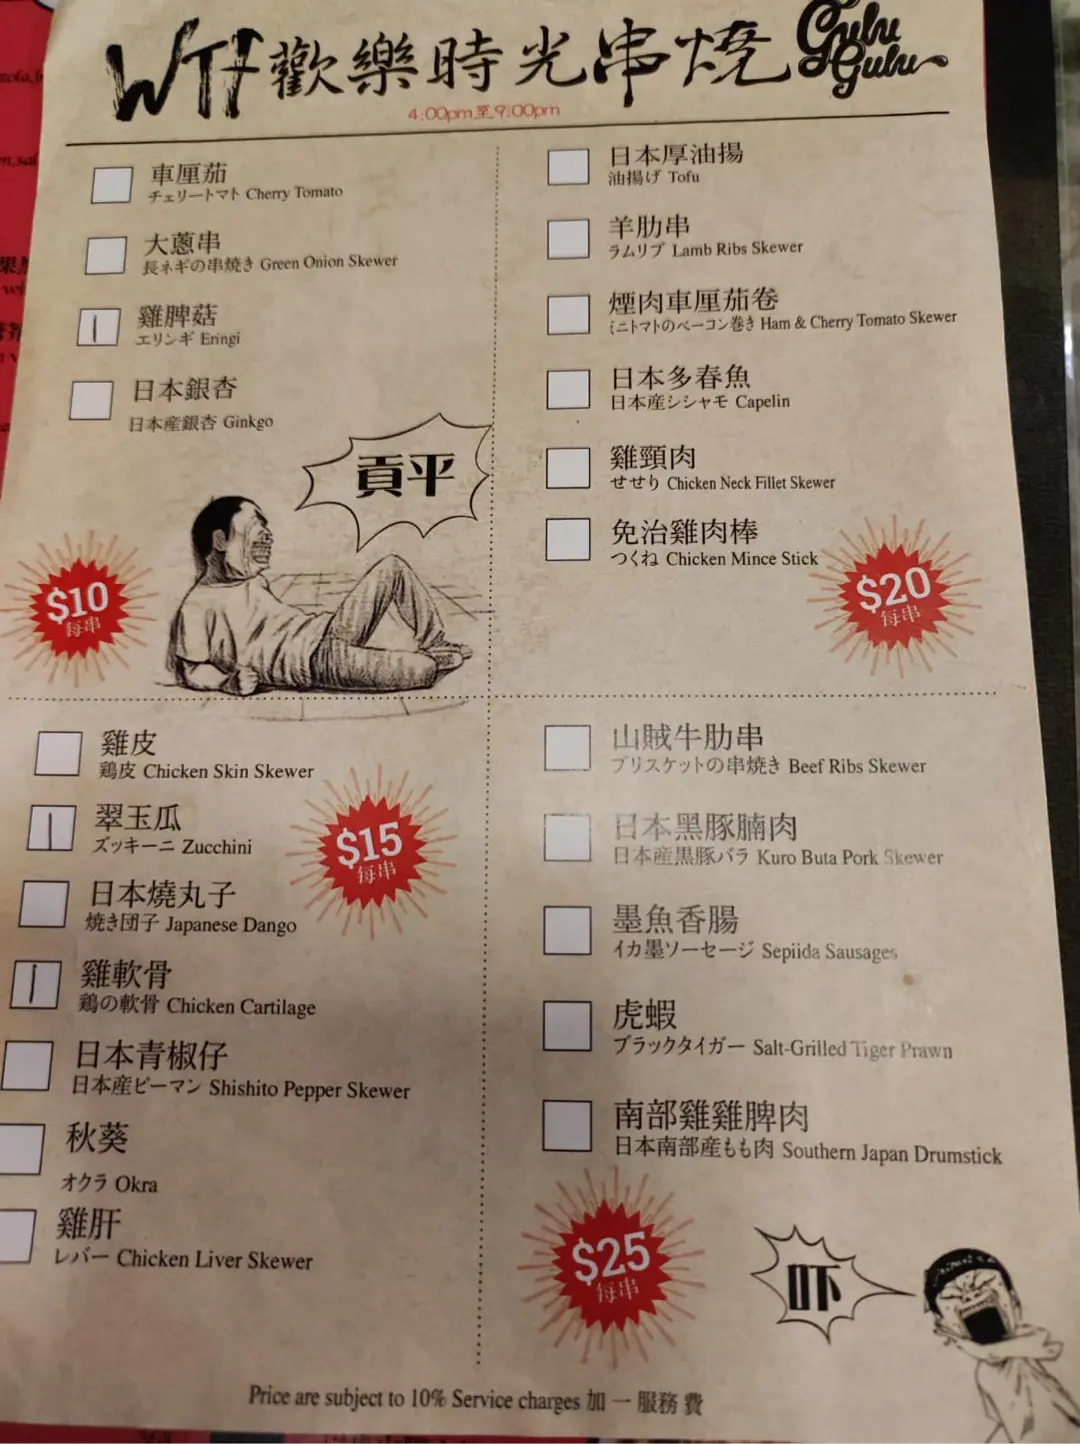 WTF 歡樂時光串燒 Gulu Gulu
4:00pm至9:00pm
車厘茄
チェリートマト Cherry Tomato
大蔥串
長ネギの串焼き Green Onion Skewer
雞脾菇
エリンギ Eringi
日本銀杏
日本産銀杏 Ginkgo
貢平
$10
每串
日本厚油揚
油揚げ Tofu
羊肋串
ラムリブ Lamb Ribs Skewer
煙肉車厘茄卷
ミニトマトのベーコン巻き Ham & Cherry Tomato Skewer
日本多春魚
日本産シシャモ Capelin
雞頸肉
せせり Chicken Neck Fillet Skewer
免治雞肉棒
つくね Chicken Mince Stick
$20
每串
雞皮
鶏皮 Chicken Skin Skewer
翠玉瓜
ズッキーニ Zucchini
$15
每串
日本燒丸子
焼き団子 Japanese Dango
雞軟骨
鶏の軟骨 Chicken Cartilage
日本青椒仔
日本産ピーマン Shishito Pepper Skewer
秋葵
オクラ Okra
雞肝
レバー Chicken Liver Skewer
山賊牛肋串
ブリスケットの串焼き Beef Ribs Skewer
日本黑豚腩肉
日本産黒豚バラ Kuro Buta Pork Skewer
墨魚香腸
イカ墨ソーセージ Sepiida Sausages
虎蝦
ブラックタイガー Salt-Grilled Tiger Prawn
南部雞雞脾肉
日本南部産もも肉 Southern Japan Drumstick
$25
每串
吓
Price are subject to 10% Service charges 加一服務費